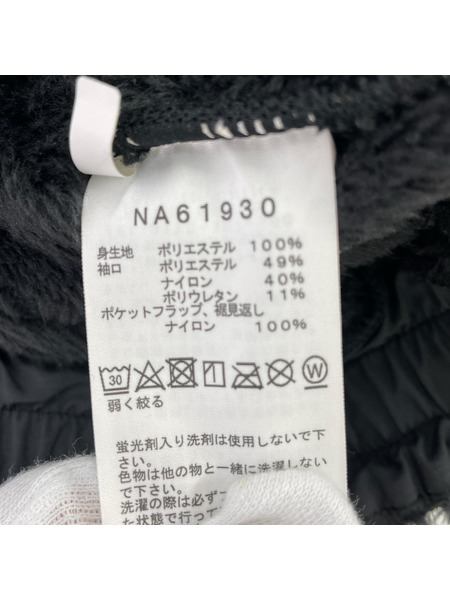 NA61930
身生地 ポリエステル 100%
袖口 ポリエステル 49%
ナイロン 40%
ポリウレタン 11%
ポケットフラップ、裾見返し
ナイロン 100%
30 W
弱く絞る
蛍光剤入り洗剤は使用しないで下
さい。
色物は他の物と一緒に洗濯しない
で下さい。
洗濯の際は必ず
た状態で行って
さい。